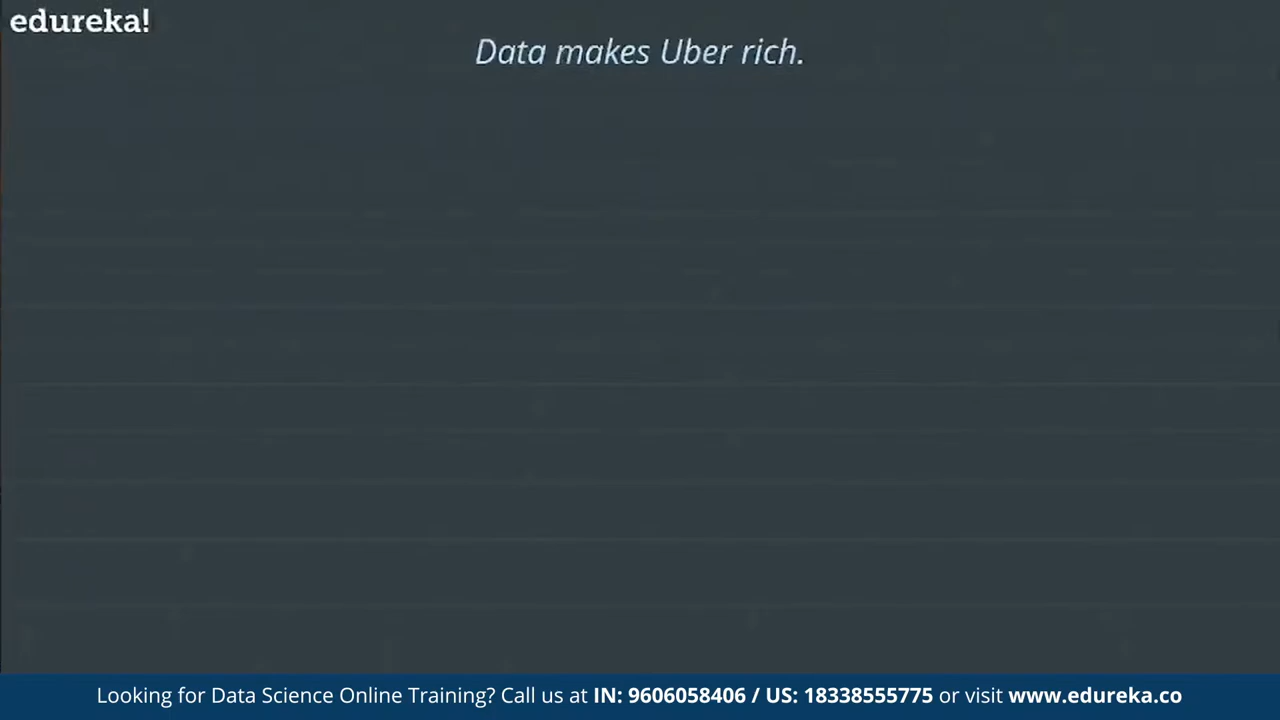 edureka!
Data makes Uber rich.
Looking for Data Science Online Training? Call us at IN: 9606058406 / US: 18338555775 or visit www.edureka.co